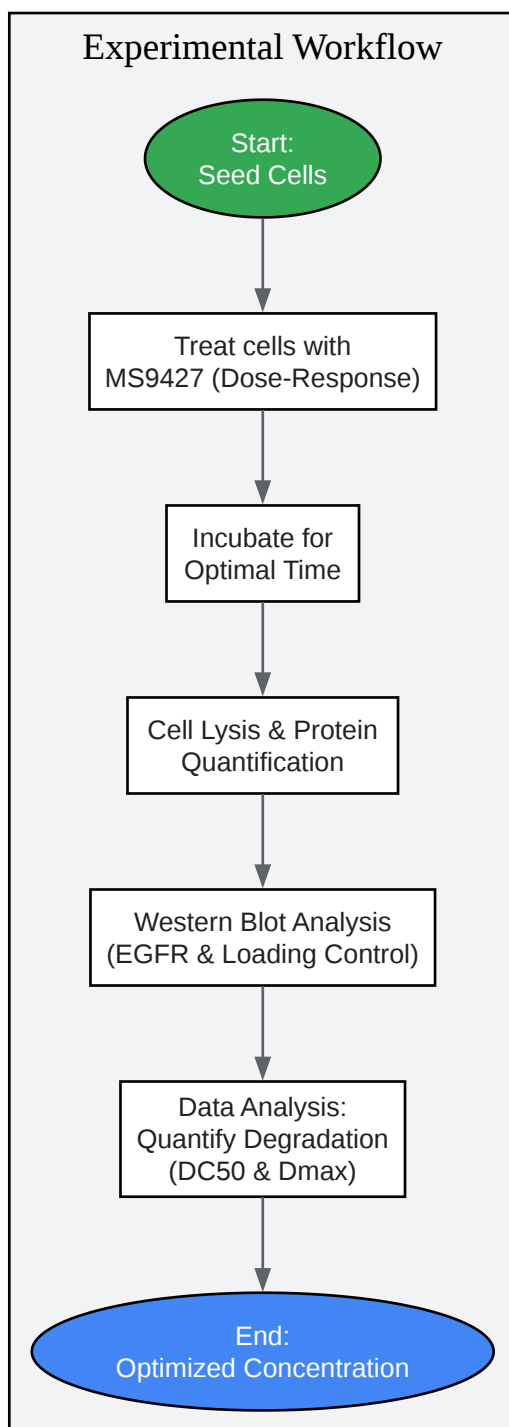 Experimental Workflow
Start:
Seed Cells
Treat cells with
MS9427 (Dose-Response)
Incubate for
Optimal Time
Cell Lysis & Protein
Quantification
Western Blot Analysis
(EGFR & Loading Control)
Data Analysis:
Quantify Degradation
(DC50 & Dmax)
End:
Optimized Concentration